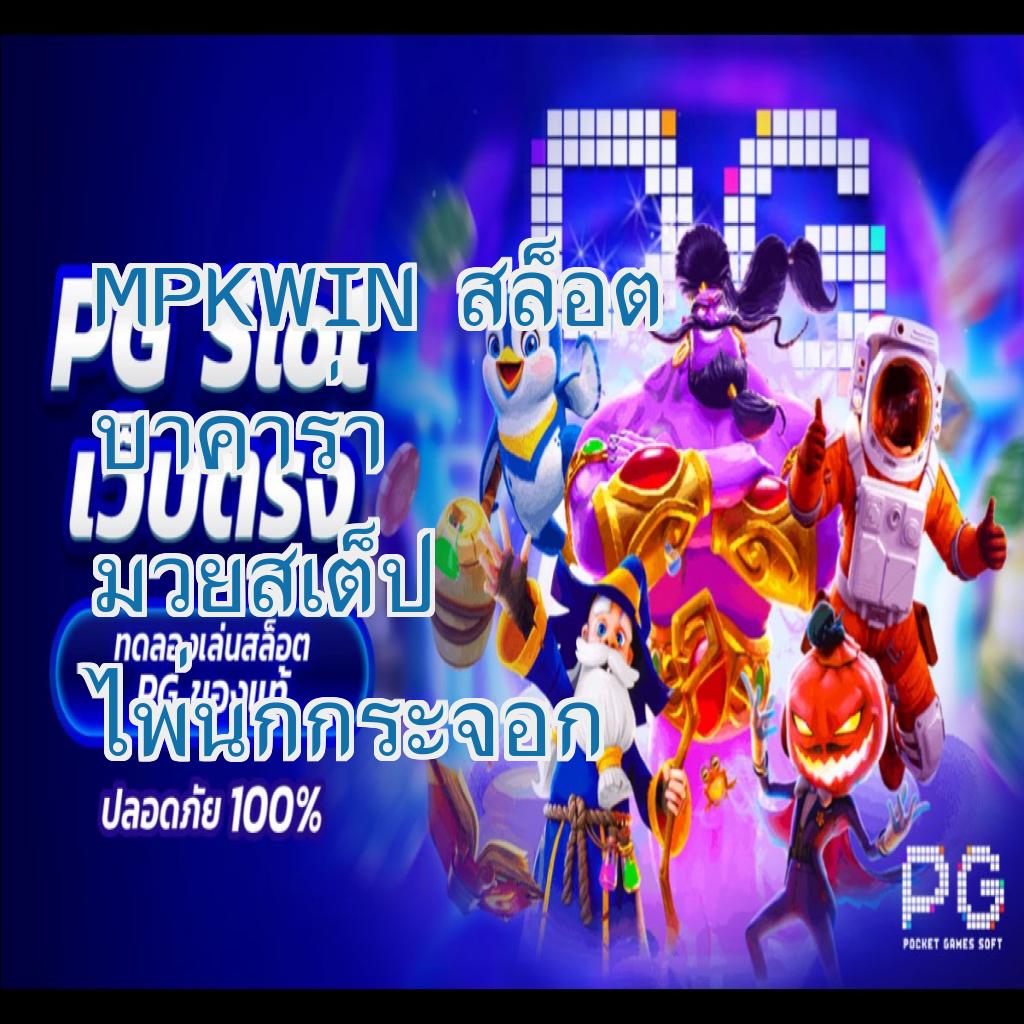 MPKWIN สล็อต
PG Slot
บาคาร่า
เว็บตรง
มวยสเต็ป
ทดลองเล่นสล็อต
PG ของแท้
ไพ่นกกระจอก
ปลอดภัย 100%
PG
PG
POCKET GAMES SOFT